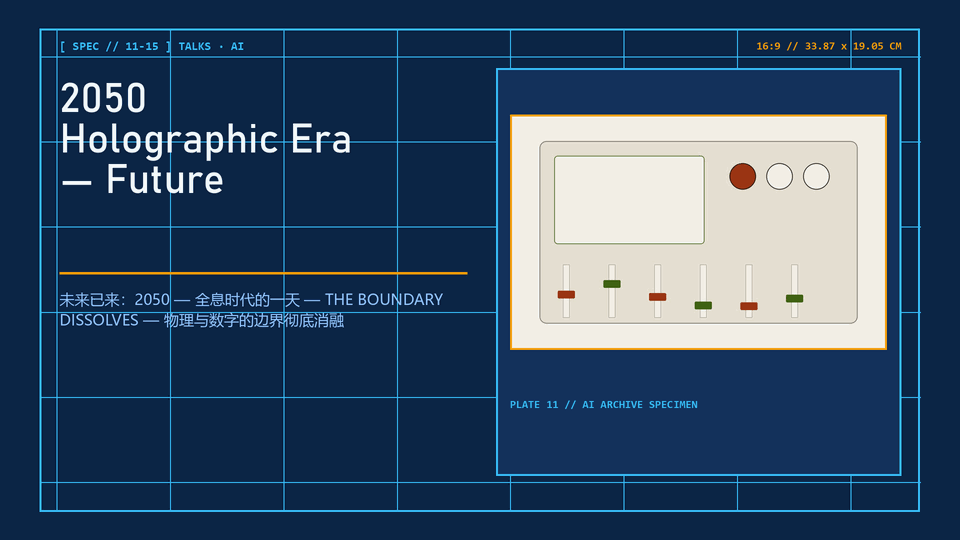 [ SPEC // 11-15 ] TALKS · AI
16:9 // 33.87 x 19.05 CM
2050
Holographic Era
— Future
未来已来：2050 — 全息时代的一天 — THE BOUNDARY
DISSOLVES — 物理与数字的边界彻底消融
PLATE 11 // AI ARCHIVE SPECIMEN